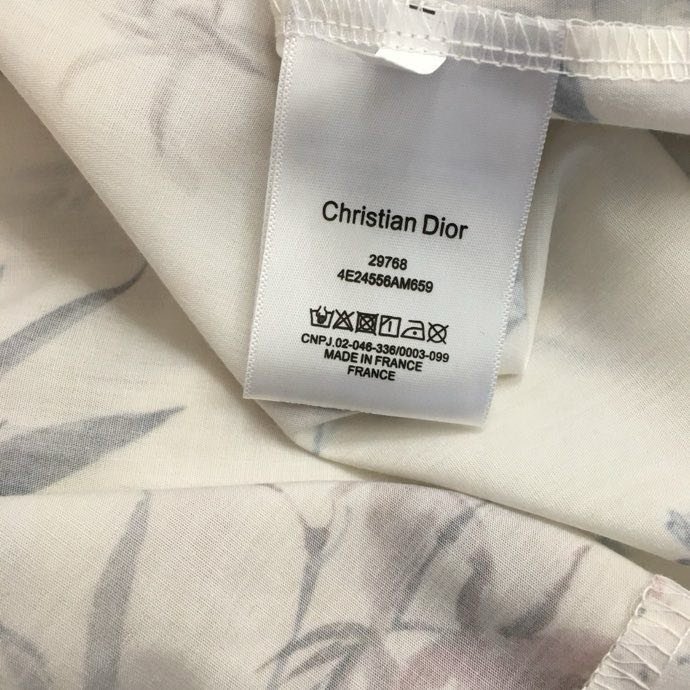 Christian Dior
29768
4E24556AM659
CNPJ.02-046-336/0003-099
MADE IN FRANCE
FRANCE